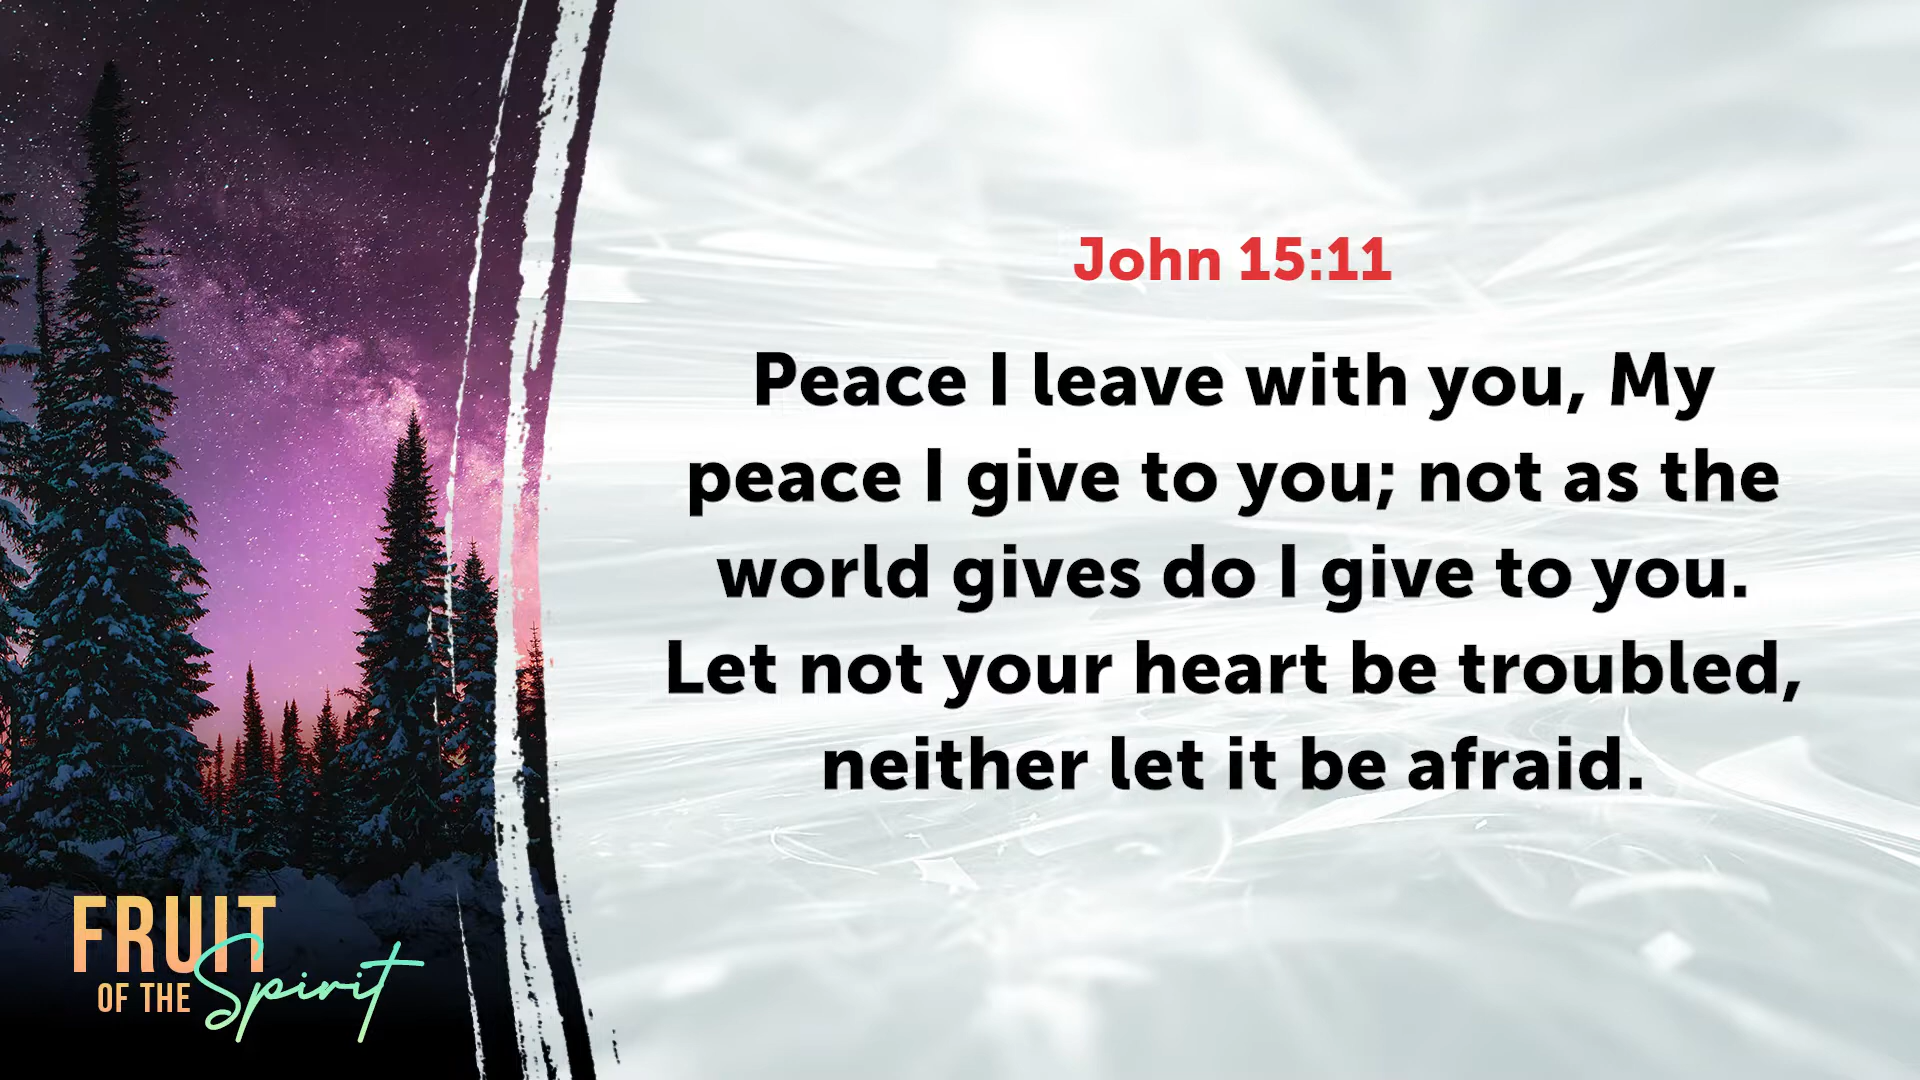 John 15:11
Peace I leave with you, My
peace I give to you; not as the
world gives do I give to you.
Let not your heart be troubled,
neither let it be afraid.
FRUIT
OF THE Spirit